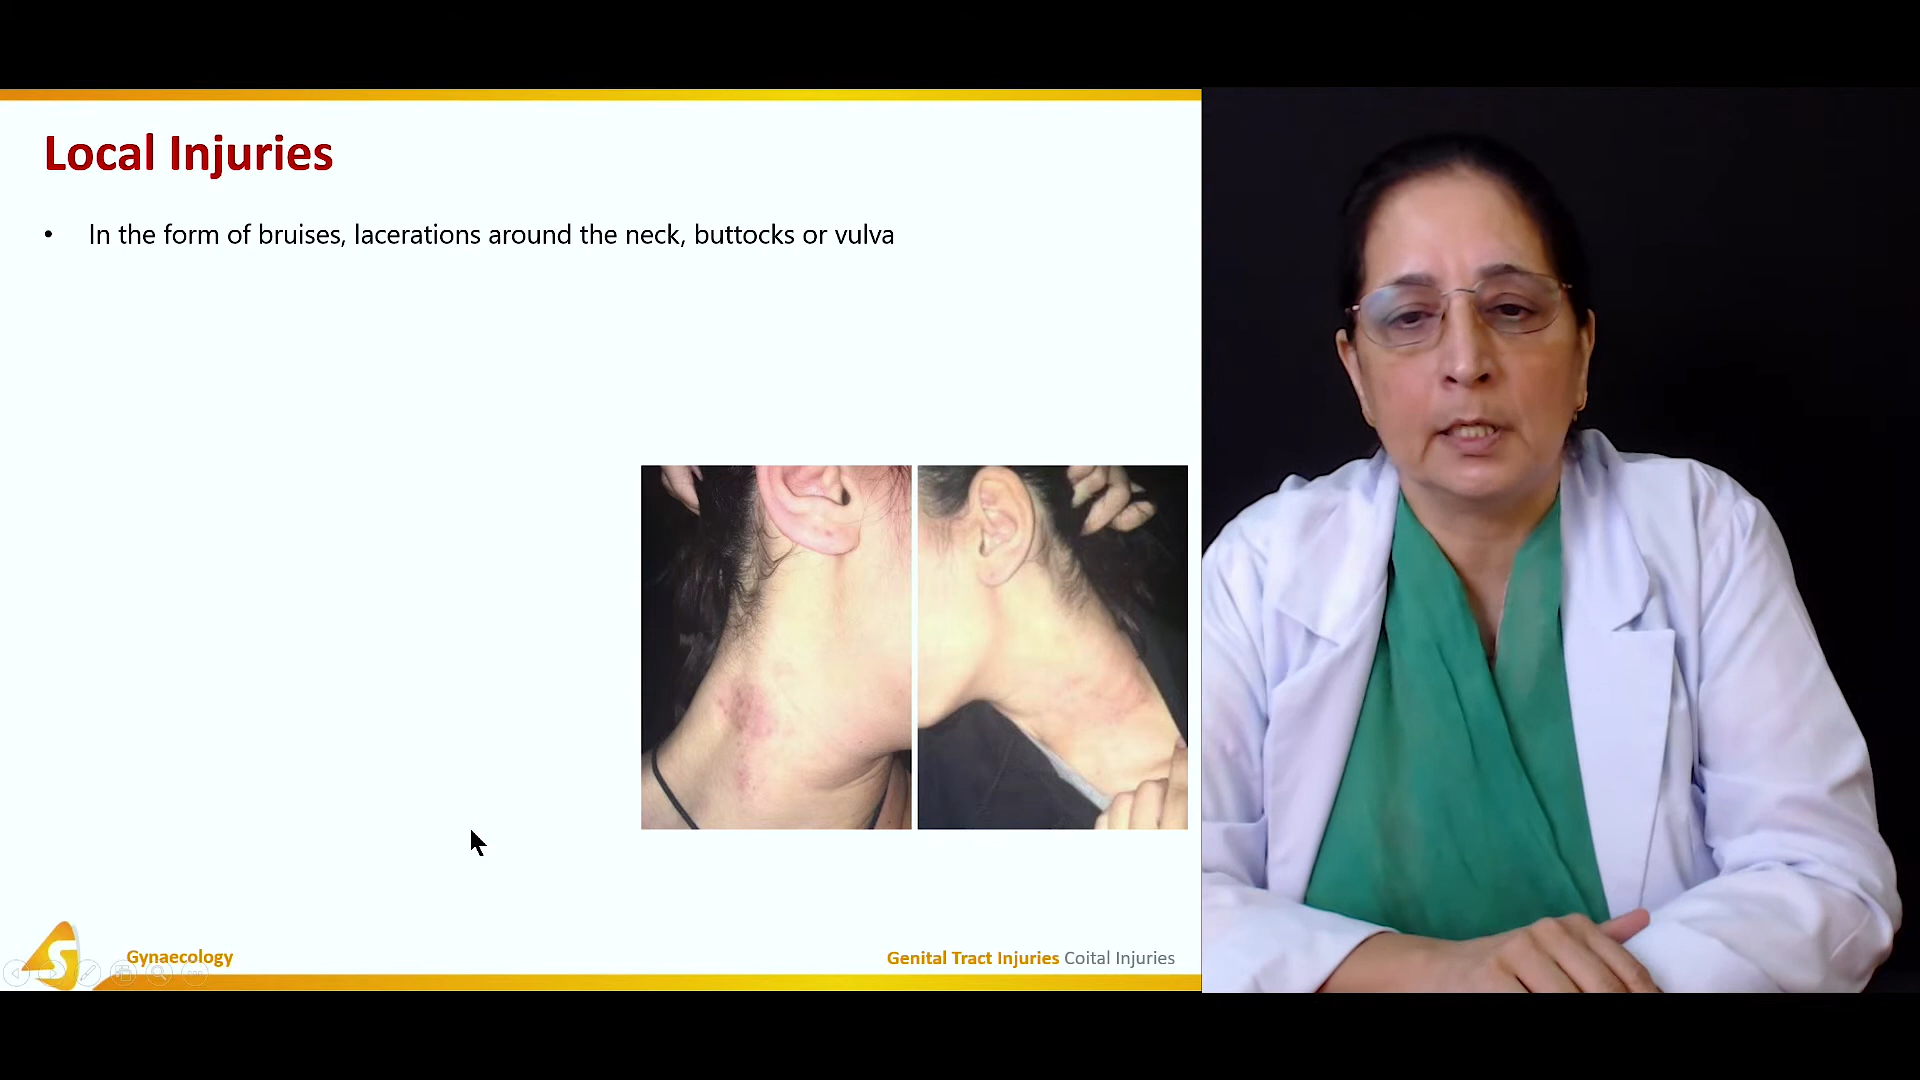 Local Injuries
• In the form of bruises, lacerations around the neck, buttocks or vulva
Gynaecology
Genital Tract Injuries Coital Injuries